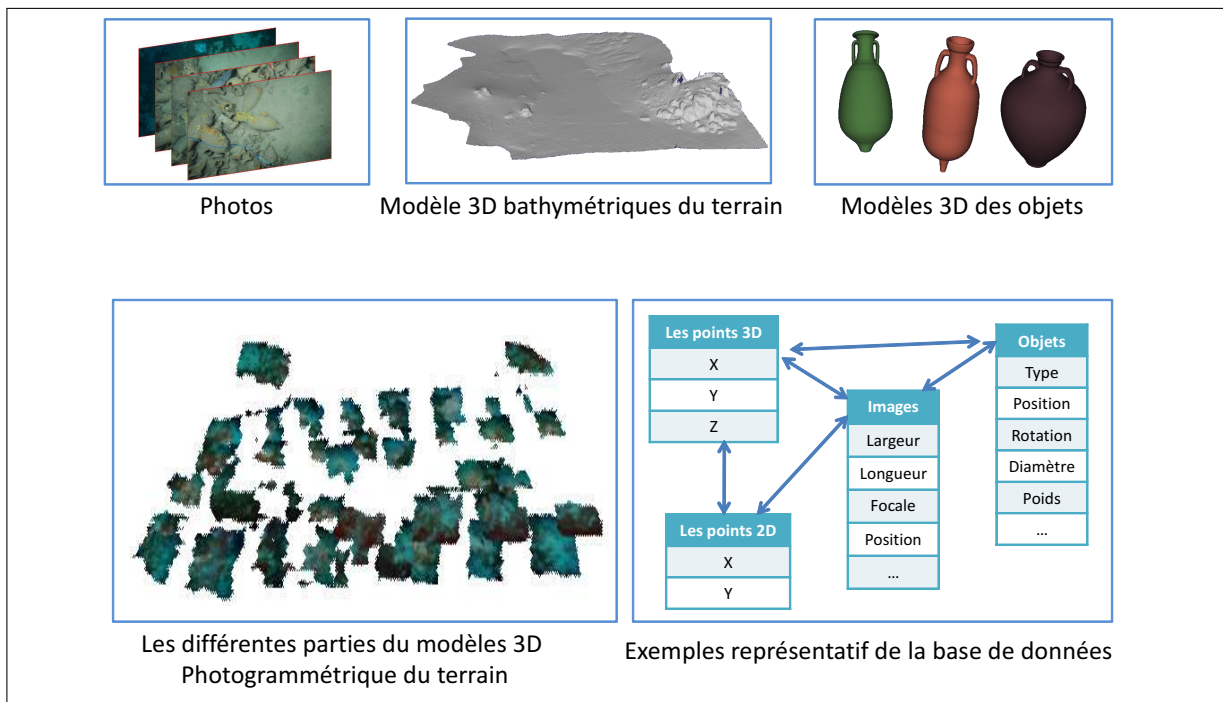 Photos
Modèle 3D bathymétriques du terrain
Modèles 3D des objets
Les différentes parties du modèles 3D
Photogrammétrique du terrain
Les points 3D
X
Y
Z
Les points 2D
X
Y
Images
Largeur
Longueur
Focale
Position
...
Objets
Type
Position
Rotation
Diamètre
Poids
...
Exemples représentatif de la base de données